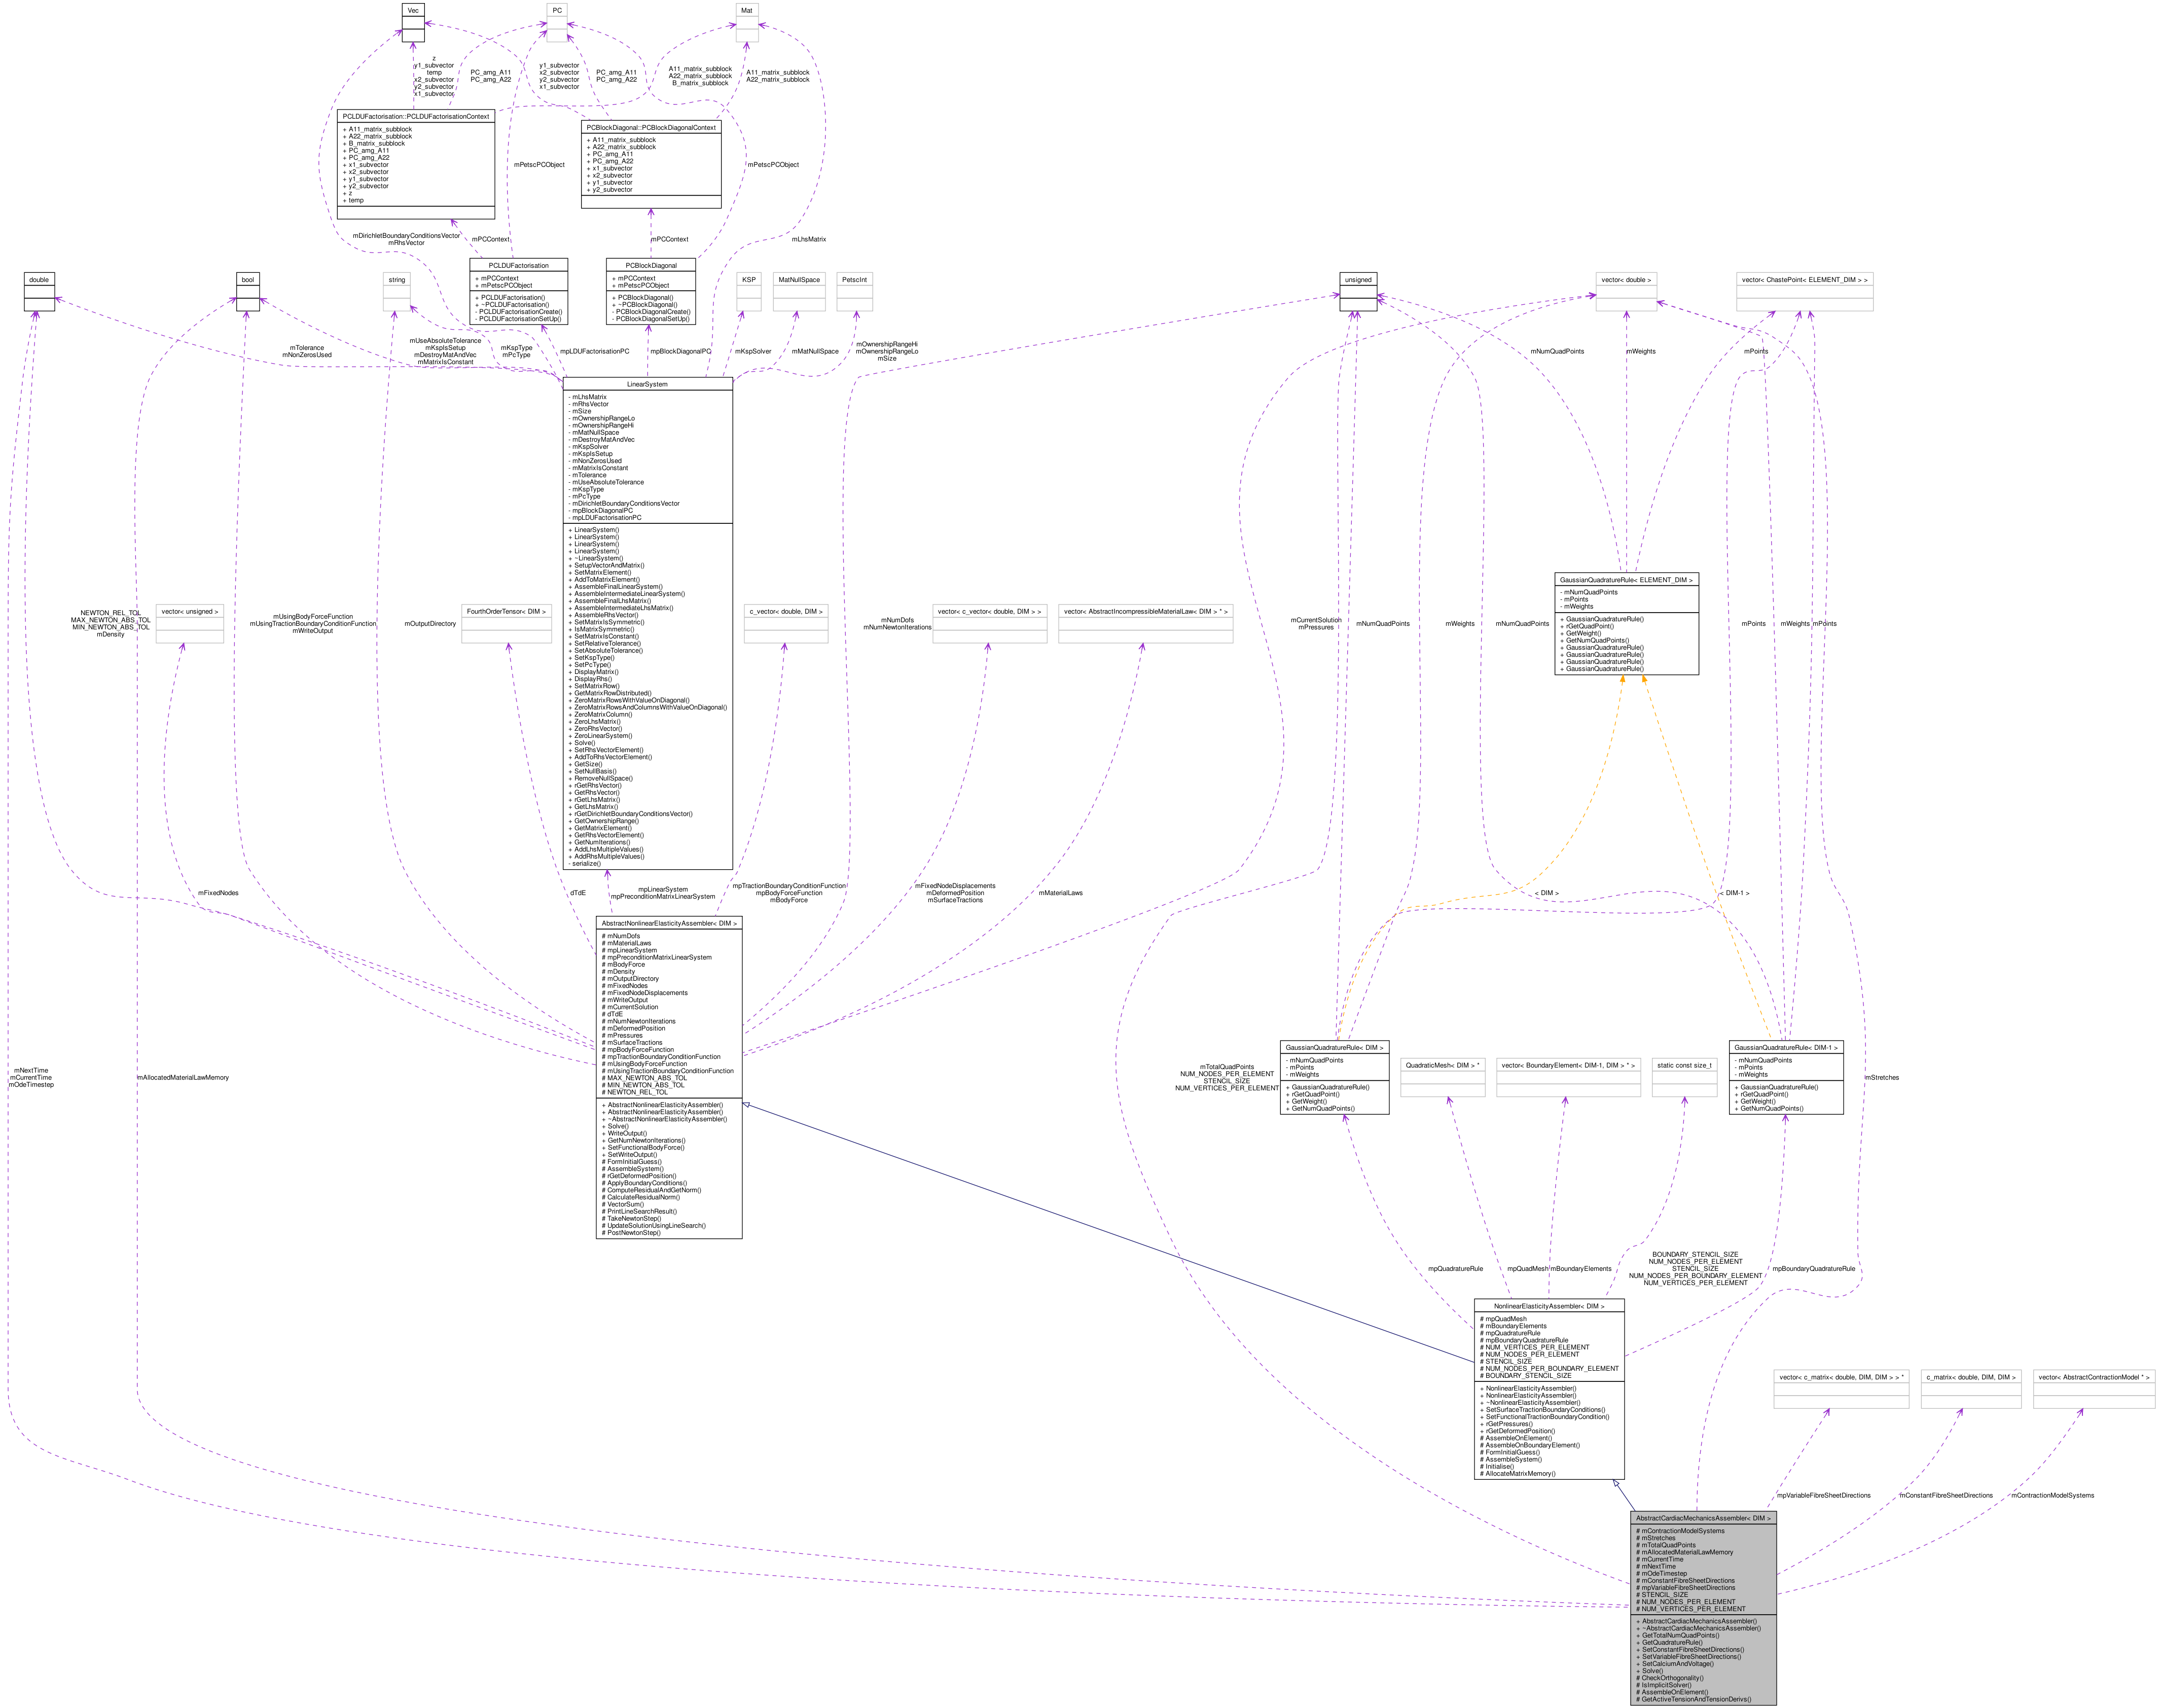 Vec
PC
Mat
z
y1_subvector
temp
x2_subvector
y2_subvector
x1_subvector
PC_amg_A11
PC_amg_A22
y1_subvector
x2_subvector
y2_subvector
x1_subvector
PC_amg_A11
PC_amg_A22
A11_matrix_subblock
A22_matrix_subblock
B_matrix_subblock
A11_matrix_subblock
A22_matrix_subblock
PCLDUFactorisation::PCLDUFactorisationContext
+ A11_matrix_subblock
+ A22_matrix_subblock
+ B_matrix_subblock
+ PC_amg_A11
+ PC_amg_A22
+ x1_subvector
+ x2_subvector
+ y1_subvector
+ y2_subvector
+ z
+ temp
PCBlockDiagonal::PCBlockDiagonalContext
+ A11_matrix_subblock
+ A22_matrix_subblock
+ PC_amg_A11
+ PC_amg_A22
+ x1_subvector
+ x2_subvector
+ y1_subvector
+ y2_subvector
mPetscPCObject
mPetscPCObject
mDirichletBoundaryConditionsVector
mRhsVector
mPCContext
mPCContext
mLhsMatrix
double
bool
string
PCLDUFactorisation
+ mPCContext
+ mPetscPCObject
+ PCLDUFactorisation()
+ ~PCLDUFactorisation()
- PCLDUFactorisationCreate()
- PCLDUFactorisationSetUp()
PCBlockDiagonal
+ mPCContext
+ mPetscPCObject
+ PCBlockDiagonal()
+ ~PCBlockDiagonal()
- PCBlockDiagonalCreate()
- PCBlockDiagonalSetUp()
KSP
MatNullSpace
PetscInt
unsigned
vector< double >
vector< ChastePoint< ELEMENT_DIM > >
mTolerance
mNonZerosUsed
mUseAbsoluteTolerance
mKspIsSetup
mDestroyMatAndVec
mMatrixIsConstant
mKspType
mPcType
mpLDUFactorisationPC
mpBlockDiagonalPC
mKspSolver
mMatNullSpace
mOwnershipRangeHi
mOwnershipRangeLo
mSize
mNumQuadPoints
mWeights
mPoints
LinearSystem
- mLhsMatrix
- mRhsVector
- mSize
- mOwnershipRangeLo
- mOwnershipRangeHi
- mMatNullSpace
- mDestroyMatAndVec
- mKspSolver
- mKspIsSetup
- mNonZerosUsed
- mMatrixIsConstant
- mTolerance
- mUseAbsoluteTolerance
- mKspType
- mPcType
- mDirichletBoundaryConditionsVector
- mpBlockDiagonalPC
- mpLDUFactorisationPC
+ LinearSystem()
+ LinearSystem()
+ LinearSystem()
+ LinearSystem()
+ ~LinearSystem()
+ SetupVectorAndMatrix()
+ SetMatrixElement()
+ AddToMatrixElement()
+ AssembleFinalLinearSystem()
+ AssembleIntermediateLinearSystem()
+ AssembleFinalLhsMatrix()
+ AssembleIntermediateLhsMatrix()
+ AssembleRhsVector()
+ SetMatrixIsSymmetric()
+ IsMatrixSymmetric()
+ SetMatrixIsConstant()
+ SetRelativeTolerance()
+ SetAbsoluteTolerance()
+ SetKspType()
+ SetPcType()
+ DisplayMatrix()
+ DisplayRhs()
+ SetMatrixRow()
+ GetMatrixRowDistributed()
+ ZeroMatrixRowsWithValueOnDiagonal()
+ ZeroMatrixRowsAndColumnsWithValueOnDiagonal()
+ ZeroMatrixColumn()
+ ZeroLhsMatrix()
+ ZeroRhsVector()
+ ZeroLinearSystem()
+ Solve()
+ SetRhsVectorElement()
+ AddToRhsVectorElement()
+ GetSize()
+ SetNullBasis()
+ RemoveNullSpace()
+ rGetRhsVector()
+ GetRhsVector()
+ rGetLhsMatrix()
+ GetLhsMatrix()
+ rGetDirichletBoundaryConditionsVector()
+ GetOwnershipRange()
+ GetMatrixElement()
+ GetRhsVectorElement()
+ GetNumIterations()
+ AddLhsMultipleValues()
+ AddRhsMultipleValues()
- serialize()
GaussianQuadratureRule< ELEMENT_DIM >
- mNumQuadPoints
- mPoints
- mWeights
+ GaussianQuadratureRule()
+ rGetQuadPoint()
+ GetWeight()
+ GetNumQuadPoints()
+ GaussianQuadratureRule()
+ GaussianQuadratureRule()
+ GaussianQuadratureRule()
+ GaussianQuadratureRule()
NEWTON_REL_TOL
MAX_NEWTON_ABS_TOL
MIN_NEWTON_ABS_TOL
mDensity
vector< unsigned >
mUsingBodyForceFunction
mUsingTractionBoundaryConditionFunction
mWriteOutput
mOutputDirectory
FourthOrderTensor< DIM >
c_vector< double, DIM >
mNumDofs
mNumNewtonIterations
vector< c_vector< double, DIM > >
vector< AbstractIncompressibleMaterialLaw< DIM > * >
mCurrentSolution
mPressures
mNumQuadPoints
mWeights
mNumQuadPoints
mPoints
mWeights
mPoints
mFixedNodes
dTdE
mpLinearSystem
mpPreconditionMatrixLinearSystem
mpTractionBoundaryConditionFunction
mpBodyForceFunction
mBodyForce
mFixedNodeDisplacements
mDeformedPosition
mSurfaceTractions
mMaterialLaws
< DIM >
< DIM-1 >
AbstractNonlinearElasticityAssembler< DIM >
# mNumDofs
# mMaterialLaws
# mpLinearSystem
# mpPreconditionMatrixLinearSystem
# mBodyForce
# mDensity
# mOutputDirectory
# mFixedNodes
# mFixedNodeDisplacements
# mWriteOutput
# mCurrentSolution
# dTdE
# mNumNewtonIterations
# mDeformedPosition
# mPressures
# mSurfaceTractions
# mpBodyForceFunction
# mpTractionBoundaryConditionFunction
# mUsingBodyForceFunction
# mUsingTractionBoundaryConditionFunction
# MAX_NEWTON_ABS_TOL
# MIN_NEWTON_ABS_TOL
# NEWTON_REL_TOL
+ AbstractNonlinearElasticityAssembler()
+ AbstractNonlinearElasticityAssembler()
+ ~AbstractNonlinearElasticityAssembler()
+ Solve()
+ WriteOutput()
+ GetNumNewtonIterations()
+ SetFunctionalBodyForce()
+ SetWriteOutput()
# FormInitialGuess()
# AssembleSystem()
# rGetDeformedPosition()
# ApplyBoundaryConditions()
# ComputeResidualAndGetNorm()
# CalculateResidualNorm()
# VectorSum()
# PrintLineSearchResult()
# TakeNewtonStep()
# UpdateSolutionUsingLineSearch()
# PostNewtonStep()
mNextTime
mCurrentTime
mOdeTimestep
mAllocatedMaterialLawMemory
mTotalQuadPoints
NUM_NODES_PER_ELEMENT
STENCIL_SIZE
NUM_VERTICES_PER_ELEMENT
GaussianQuadratureRule< DIM >
- mNumQuadPoints
- mPoints
- mWeights
+ GaussianQuadratureRule()
+ rGetQuadPoint()
+ GetWeight()
+ GetNumQuadPoints()
QuadraticMesh< DIM > *
vector< BoundaryElement< DIM-1, DIM > * >
static const size_t
GaussianQuadratureRule< DIM-1 >
- mNumQuadPoints
- mPoints
- mWeights
+ GaussianQuadratureRule()
+ rGetQuadPoint()
+ GetWeight()
+ GetNumQuadPoints()
mStretches
mpQuadratureRule
mpQuadMesh
mBoundaryElements
BOUNDARY_STENCIL_SIZE
NUM_NODES_PER_ELEMENT
STENCIL_SIZE
NUM_NODES_PER_BOUNDARY_ELEMENT
NUM_VERTICES_PER_ELEMENT
mpBoundaryQuadratureRule
NonlinearElasticityAssembler< DIM >
# mpQuadMesh
# mBoundaryElements
# mpQuadratureRule
# mpBoundaryQuadratureRule
# NUM_VERTICES_PER_ELEMENT
# NUM_NODES_PER_ELEMENT
# STENCIL_SIZE
# NUM_NODES_PER_BOUNDARY_ELEMENT
# BOUNDARY_STENCIL_SIZE
+ NonlinearElasticityAssembler()
+ NonlinearElasticityAssembler()
+ ~NonlinearElasticityAssembler()
+ SetSurfaceTractionBoundaryConditions()
+ SetFunctionalTractionBoundaryCondition()
+ rGetPressures()
+ rGetDeformedPosition()
# AssembleOnElement()
# AssembleOnBoundaryElement()
# FormInitialGuess()
# AssembleSystem()
# Initialise()
# AllocateMatrixMemory()
vector< c_matrix< double, DIM, DIM > > *
c_matrix< double, DIM, DIM >
vector< AbstractContractionModel * >
mpVariableFibreSheetDirections
mConstantFibreSheetDirections
mContractionModelSystems
AbstractCardiacMechanicsAssembler< DIM >
# mContractionModelSystems
# mStretches
# mTotalQuadPoints
# mAllocatedMaterialLawMemory
# mCurrentTime
# mNextTime
# mOdeTimestep
# mConstantFibreSheetDirections
# mpVariableFibreSheetDirections
# STENCIL_SIZE
# NUM_NODES_PER_ELEMENT
# NUM_VERTICES_PER_ELEMENT
+ AbstractCardiacMechanicsAssembler()
+ ~AbstractCardiacMechanicsAssembler()
+ GetTotalNumQuadPoints()
+ GetQuadratureRule()
+ SetConstantFibreSheetDirections()
+ SetVariableFibreSheetDirections()
+ SetCalciumAndVoltage()
+ Solve()
# CheckOrthogonality()
# IsImplicitSolver()
# AssembleOnElement()
# GetActiveTensionAndTensionDerivs()